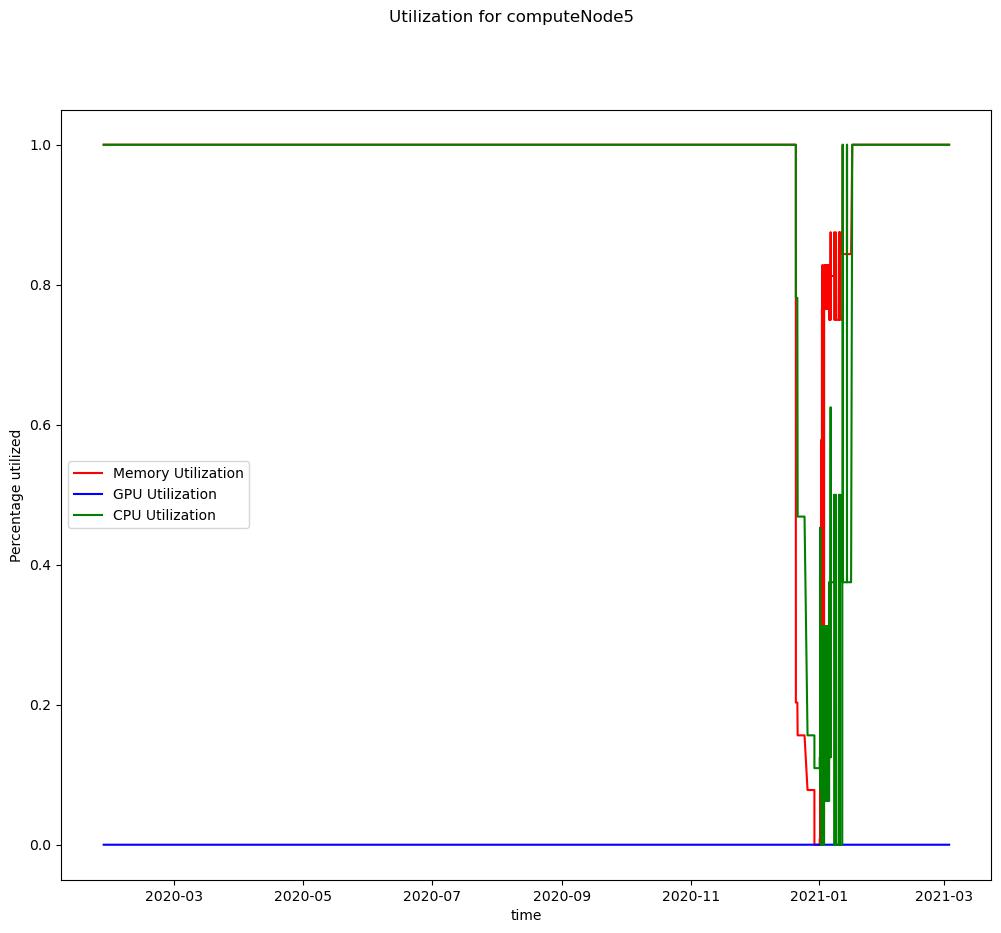 Utilization for computeNode5
1.0
0.8
0.6
0.4
0.2
0.0
Percentage utilized
Memory Utilization
GPU Utilization
CPU Utilization
2020-03 2020-05 2020-07 2020-09 2020-11 2021-01 2021-03
time